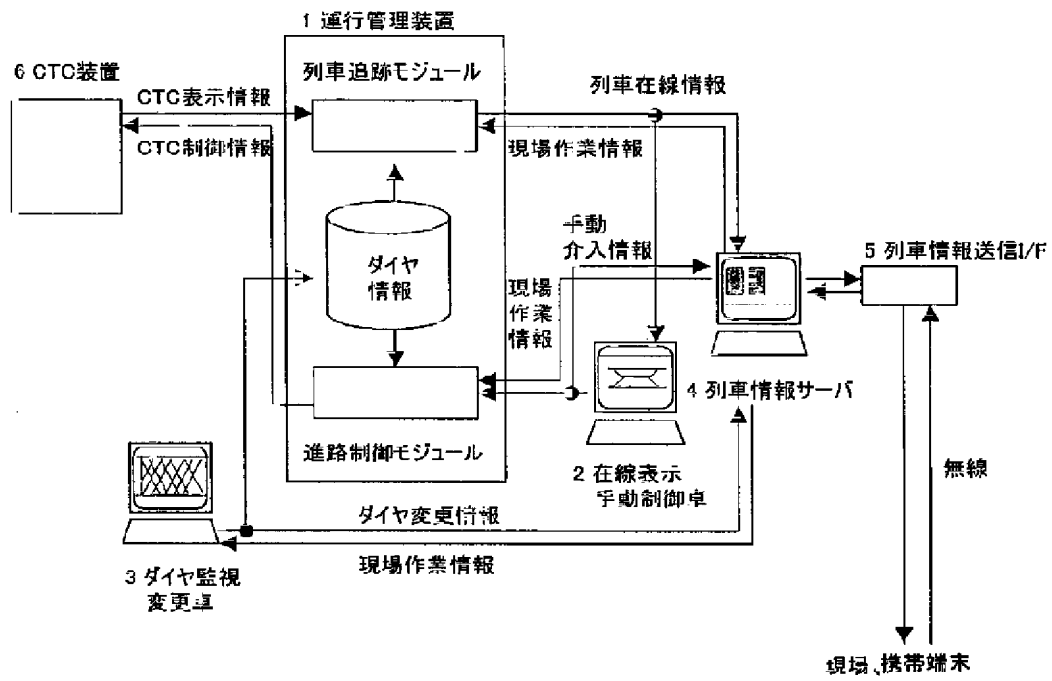 1 運行管理装置
列車追跡モジュール
6 CTC装置
CTC表示情報
CTC制御情報
列車在線情報
現場作業情報
手動
介入情報
5 列車情報送信I/F
ダイヤ
情報
現場
作業
情報
4 列車情報サーバ
進路制御モジュール
2 在線表示
手動制御卓
無線
ダイヤ変更情報
現場作業情報
3 ダイヤ監視
変更卓
現場、携帯端末